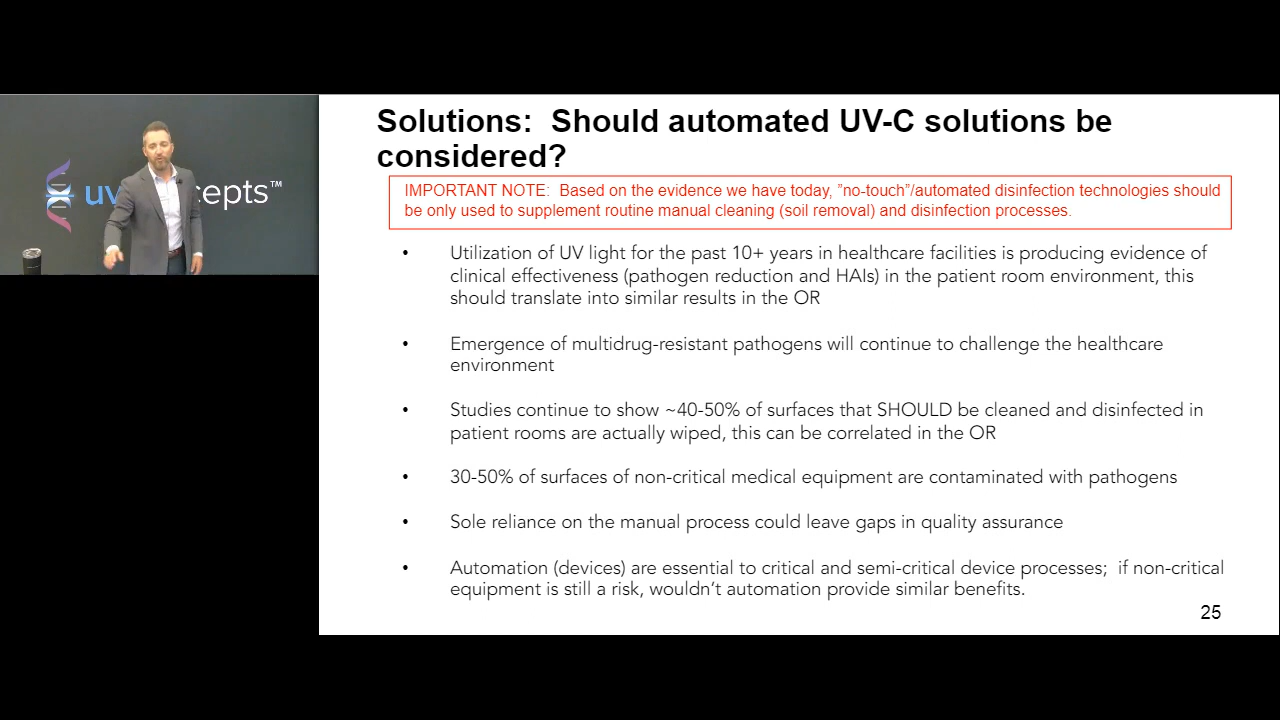 uv cepts™
Solutions:  Should automated UV-C solutions be
considered?
IMPORTANT NOTE:  Based on the evidence we have today, ”no-touch”/automated disinfection technologies should
be only used to supplement routine manual cleaning (soil removal) and disinfection processes.
• Utilization of UV light for the past 10+ years in healthcare facilities is producing evidence of
clinical effectiveness (pathogen reduction and HAIs) in the patient room environment, this
should translate into similar results in the OR
• Emergence of multidrug-resistant pathogens will continue to challenge the healthcare
environment
• Studies continue to show ~40-50% of surfaces that SHOULD be cleaned and disinfected in
patient rooms are actually wiped, this can be correlated in the OR
• 30-50% of surfaces of non-critical medical equipment are contaminated with pathogens
• Sole reliance on the manual process could leave gaps in quality assurance
• Automation (devices) are essential to critical and semi-critical device processes;  if non-critical
equipment is still a risk, wouldn’t automation provide similar benefits.
25